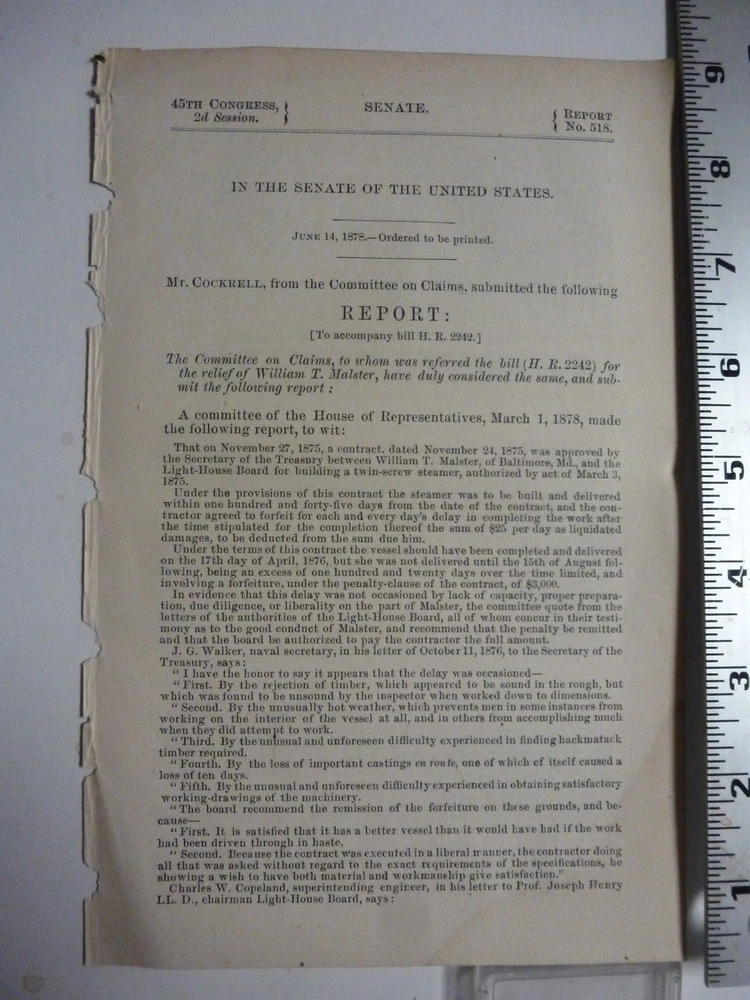 45TH CONGRESS,
2d Session.
SENATE.
REPORT
No. 518.
IN THE SENATE OF THE UNITED STATES.
JUNE 14, 1878.—Ordered to be printed.
Mr. COCKRELL, from the Committee on Claims, submitted the following
REPORT:
[To accompany bill H. R. 2242.]
The Committee on Claims, to whom was referred the bill (H. R. 2242) for
the relief of William T. Malster, have duly considered the same, and sub-
mit the following report:
A committee of the House of Representatives, March 1, 1878, made
the following report, to wit:
That on November 27, 1875, a contract, dated November 24, 1875, was approved by
the Secretary of the Treasury between William T. Malster, of Baltimore, Md., and the
Light-House Board for building a twin-screw steamer, authorized by act of March 3,
1875.
Under the provisions of this contract the steamer was to be built and delivered
within one hundred and forty-five days from the date of the contract, and the con-
tractor agreed to forfeit for each and every day's delay in completing the work after
the time stipulated for the completion thereof the sum of $25 per day as liquidated
damages, to be deducted from the sum due him.
Under the terms of this contract the vessel should have been completed and delivered
on the 17th day of April, 1876, but she was not delivered until the 15th of August fol-
lowing, being an excess of one hundred and twenty days over the time limited, and
involving a forfeiture, under the penalty-clause of the contract, of $3,000.
In evidence that this delay was not occasioned by lack of capacity, proper prepara-
tion, due diligence, or liberality on the part of Malster, the committee quote from the
letters of the authorities of the Light-House Board, all of whom concur in their testi-
mony as to the good conduct of Malster, and recommend that the penalty be remitted
and that the board be authorized to pay the contractor the full amount.
J. G. Walker, naval secretary, in his letter of October 11, 1876, to the Secretary of the
Treasury, says:
"I have the honor to say it appears that the delay was occasioned—
"First. By the rejection of timber, which appeared to be sound in the rough, but
which was found to be unsound by the inspector when worked down to dimensions.
"Second. By the unusually hot weather, which prevents men in some instances from
working on the interior of the vessel at all, and in others from accomplishing much
when they did attempt to work.
"Third. By the unusual and unforeseen difficulty experienced in finding hackmatack
timber required.
"Fourth. By the loss of important castings en route, one of which of itself caused a
loss of ten days.
"Fifth. By the unusual and unforeseen difficulty experienced in obtaining satisfactory
working-drawings of the machinery.
"The board recommend the remission of the forfeiture on these grounds, and be-
cause—
"First. It is satisfied that it has a better vessel than it would have had if the work
had been driven through in haste.
"Second. Because the contract was executed in a liberal manner, the contractor doing
all that was asked without regard to the exact requirements of the specifications, he
showing a wish to have both material and workmanship give satisfaction."
Charles W. Copeland, superintending engineer, in his letter to Prof. Joseph Henry
LL. D., chairman Light-House Board, says:
9
8
7
6
5
4
3
2
1